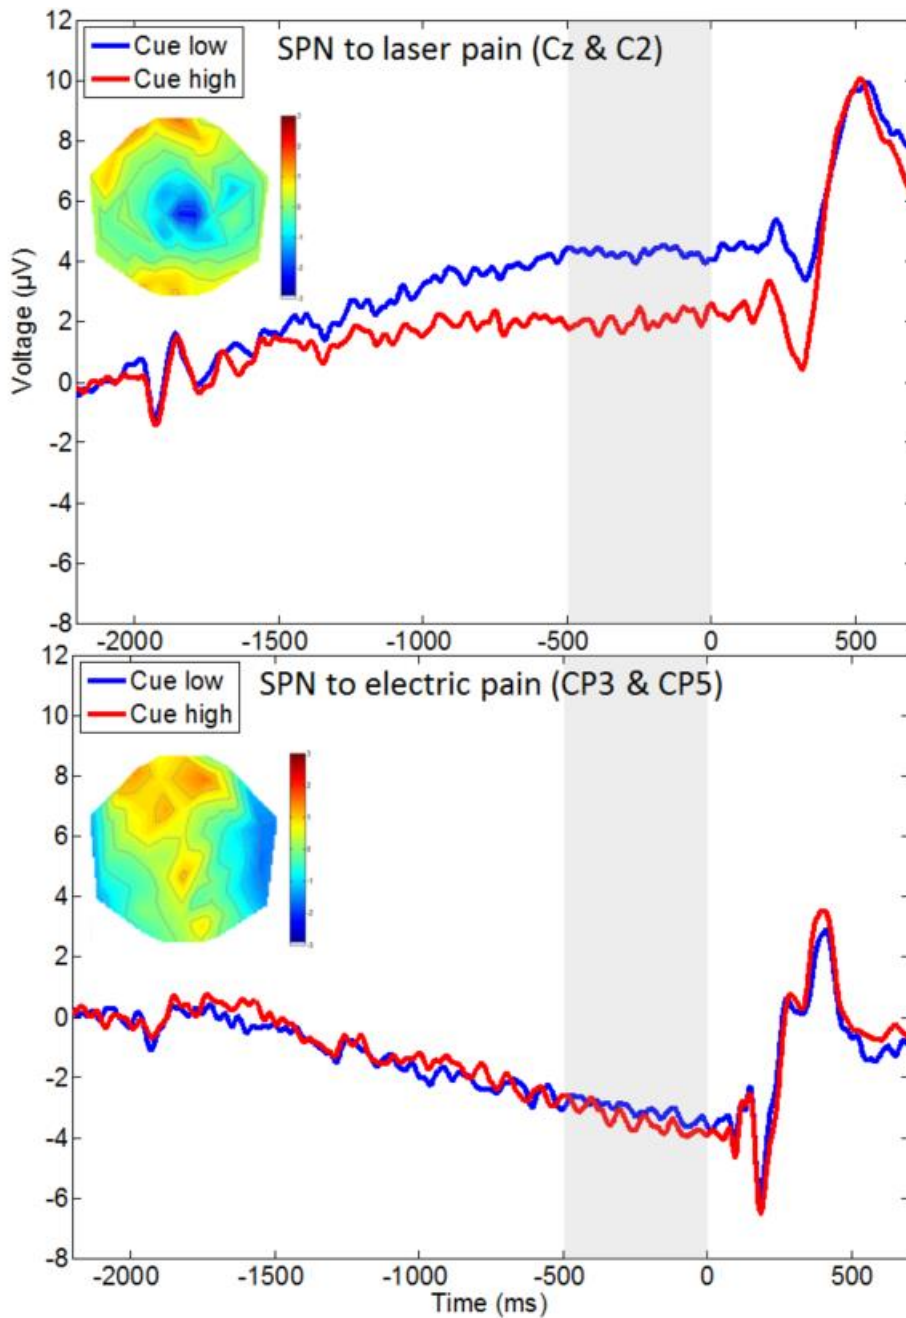 12
10
8
6
4
2
0
-2
-4
-6
-8
Voltage (µV)
Cue low
Cue high
SPN to laser pain (Cz & C2)
-2000 -1500 -1000 -500 0 500
12
10
8
6
4
2
0
-2
-4
-6
-8
Cue low
Cue high
SPN to electric pain (CP3 & CP5)
-2000 -1500 -1000 -500 0 500
Time (ms)